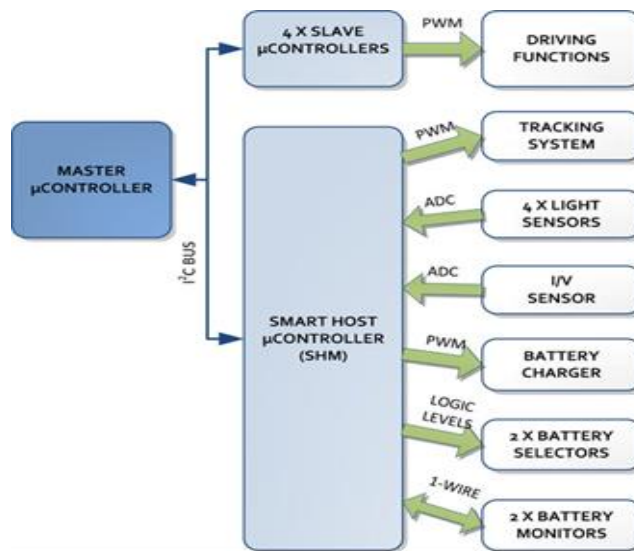 4 X SLAVE
µCONTROLLERS
PWM
DRIVING
FUNCTIONS
MASTER
µCONTROLLER
I²C BUS
SMART HOST
µCONTROLLER
(SHM)
PWM
TRACKING
SYSTEM
ADC
4 X LIGHT
SENSORS
ADC
I/V
SENSOR
PWM
BATTERY
CHARGER
LOGIC
LEVELS
2 X BATTERY
SELECTORS
1-WIRE
2 X BATTERY
MONITORS